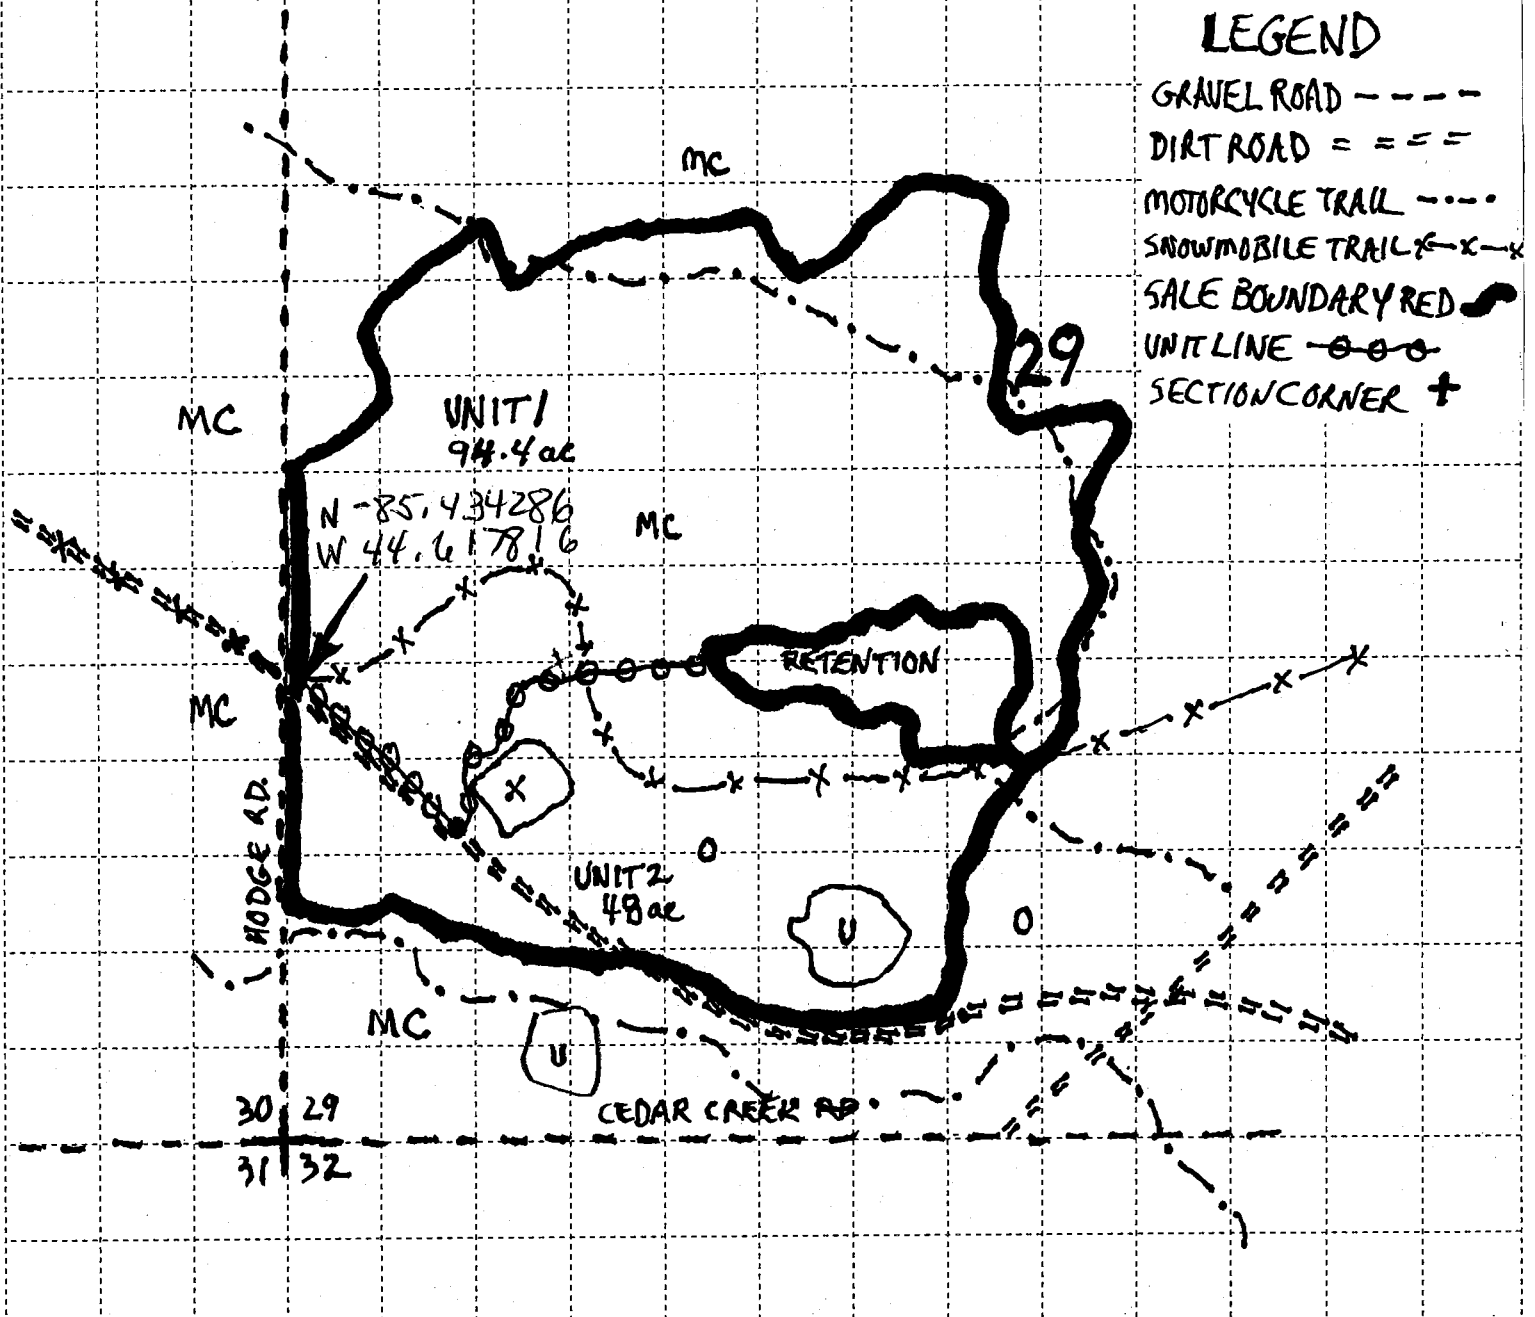 LEGEND
GRAVEL ROAD
DIRT ROAD
MOTORCYCLE TRAIL
SNOWMOBILE TRAIL
SALE BOUNDARY RED
UNIT LINE
SECTION CORNER
MC
29
MC
UNIT 1
94.4 ac
N -85.434286
W 44.617816
MC
RETENTION
MC
X
HODGE RD.
O
UNIT 2
48 ac
U
O
MC
U
CEDAR CREEK RD.
30 29
31 32